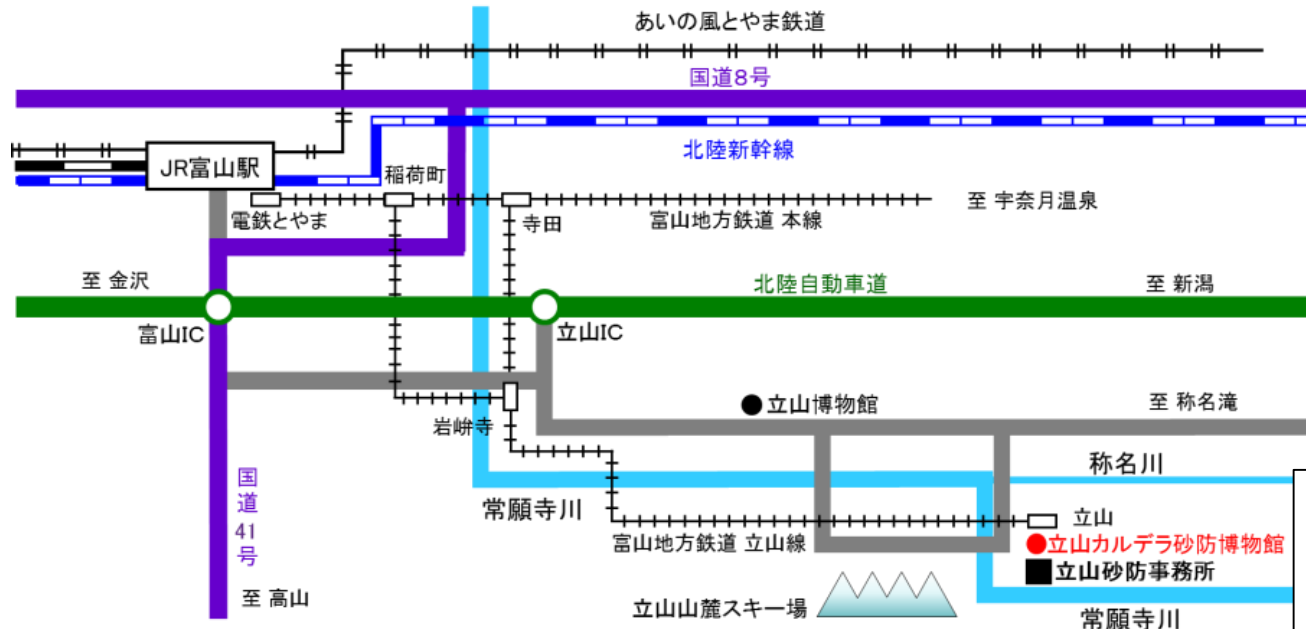 あいの風とやま鉄道
国道8号
北陸新幹線
JR富山駅
稲荷町
電鉄とやま
寺田
富山地方鉄道 本線
至 宇奈月温泉
至 金沢
北陸自動車道
至 新潟
富山IC
立山IC
立山博物館
至 称名滝
岩峅寺
国道41号
称名川
常願寺川
立山
富山地方鉄道 立山線
立山カルデラ砂防博物館
立山砂防事務所
至 高山
立山山麓スキー場
常願寺川